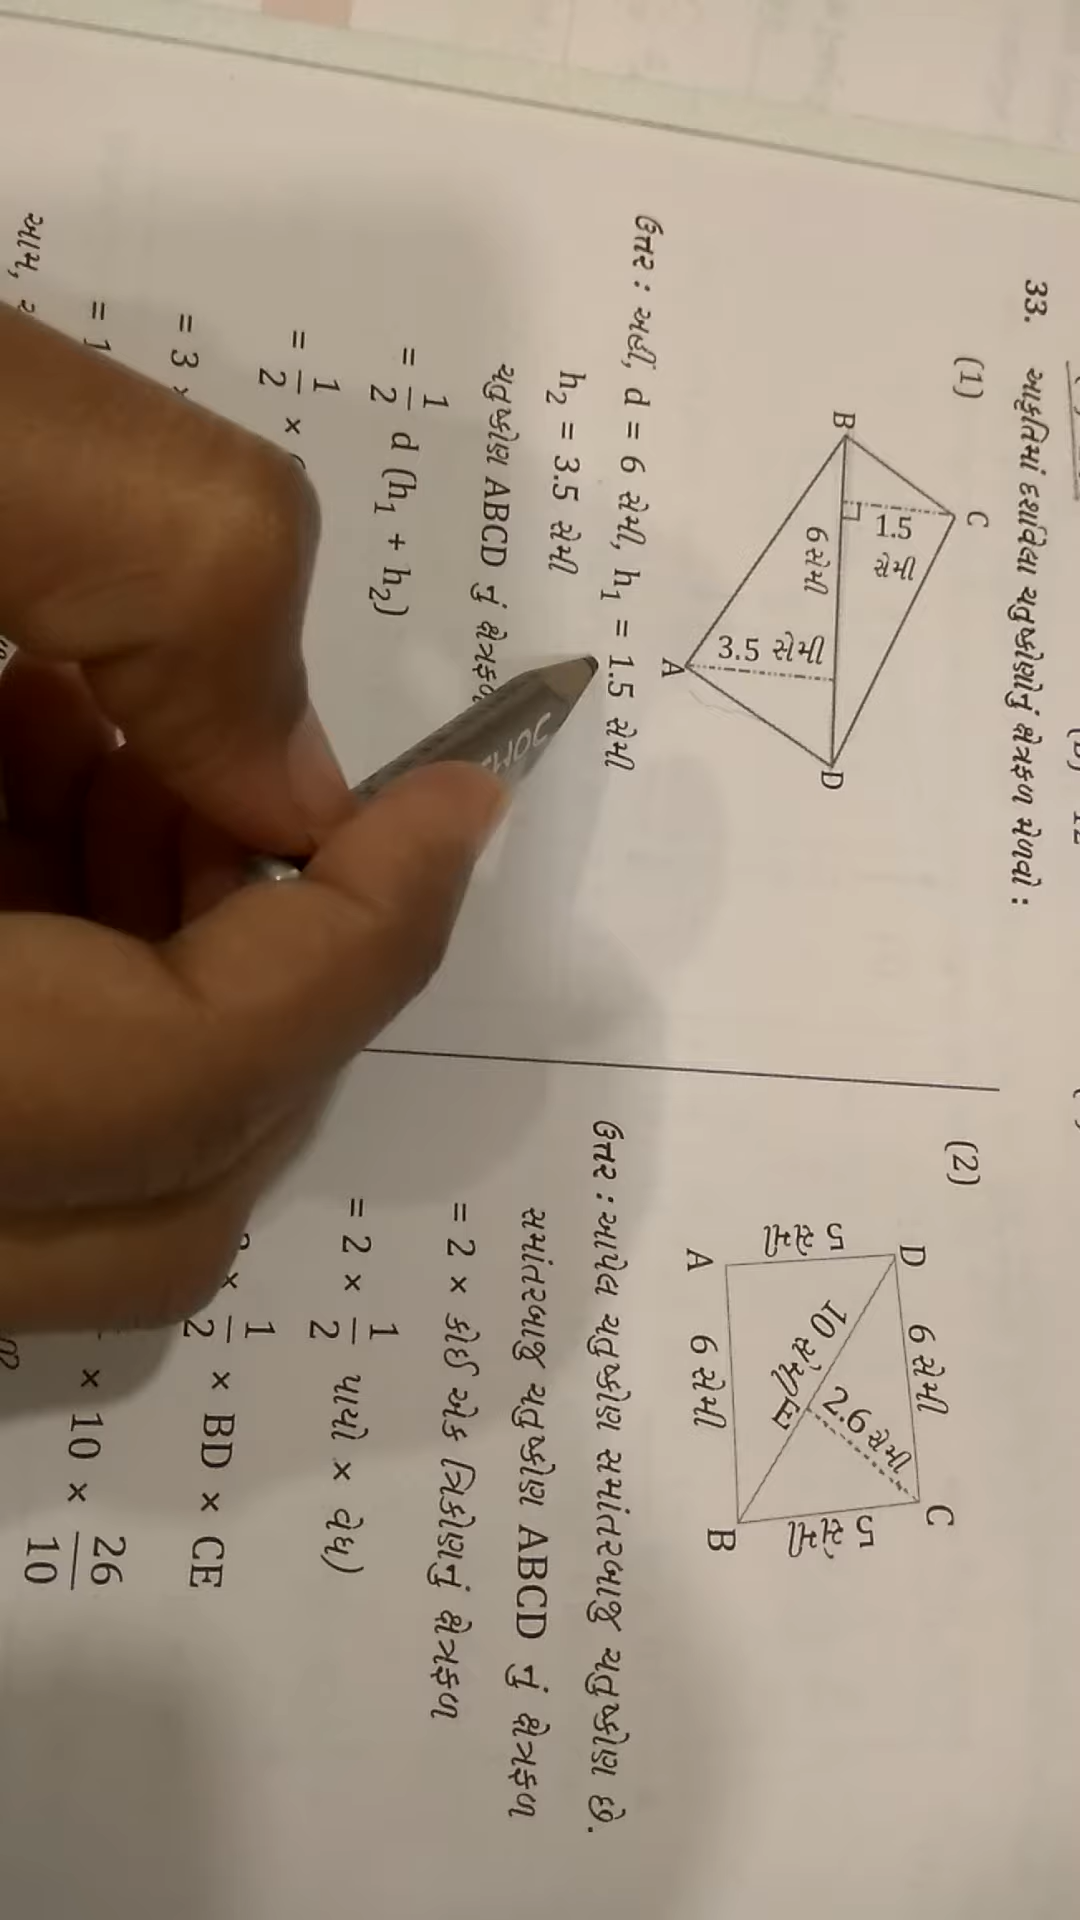 33. આકૃતિમાં દર્શાવેલા ચતુષ્કોણોનું ક્ષેત્રફળ મેળવો :
(1)
C
1.5
સેમી
B
6 સેમી
D
3.5 સેમી
A
ઉત્તર : અહીં, d = 6 સેમી, h₁ = 1.5 સેમી
h₂ = 3.5 સેમી
ચતુષ્કોણ ABCD નું
= 1/2 d (h₁ + h₂)
= 1/2 ×
= 3
= 1
આમ,
(2)
D 6 સેમી C
5 સેમી
10 સેમી
2.6 સેમી
E
5 સેમી
A 6 સેમી B
ઉત્તર : આપેલ ચતુષ્કોણ સમાંતરબાજુ ચતુષ્કોણ છે.
સમાંતરબાજુ ચતુષ્કોણ ABCD નું ક્ષેત્રફળ
= 2 × કોઈ એક ત્રિકોણનું ક્ષેત્રફળ
= 2 × 1/2 પાયો × વેધ)
× 1/2 × BD × CE
× 10 × 26/10
JOHN